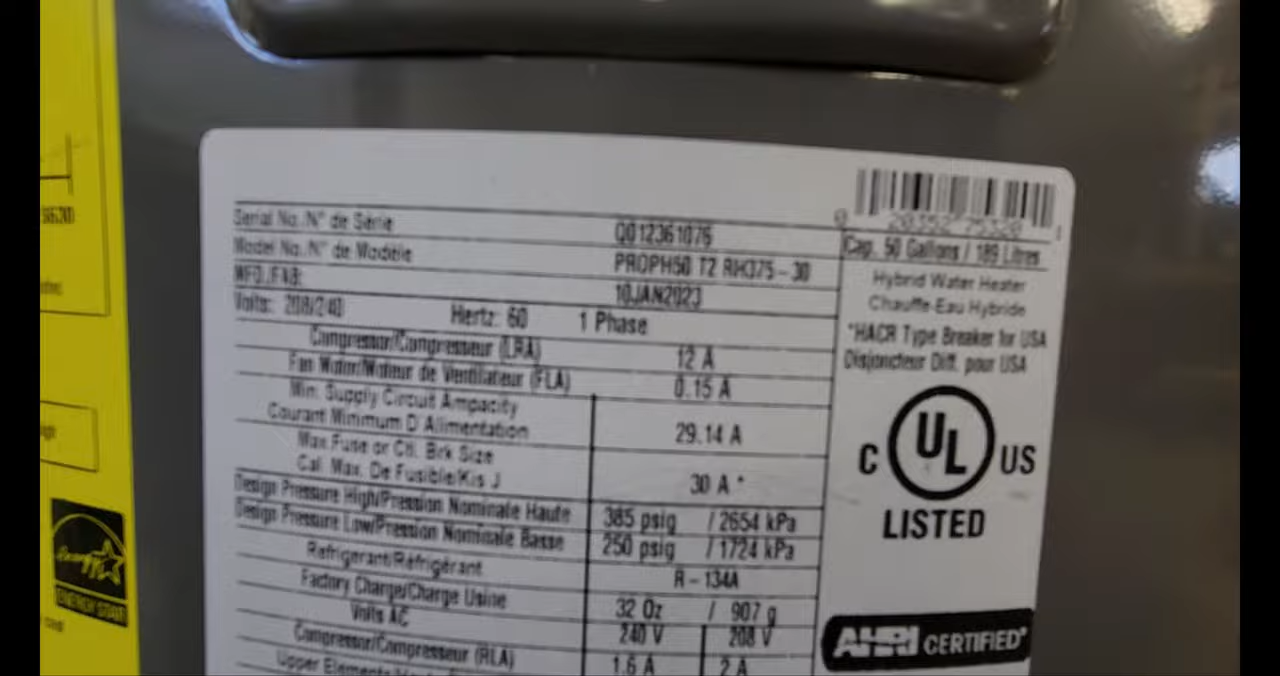 Serial No./N° de Série Q012361076
Model No./N° de Modèle PROPH50 T2 RH375-30
MFD./FAB: 10JAN2023
Volts: 208/240 Hertz: 60 1 Phase
Compressor/Compresseur (LRA) 12 A
Fan Motor/Moteur de Ventilateur (FLA) 0.15 A
Min. Supply Circuit Ampacity
Courant Minimum D'Alimentation 29.14 A
Max.Fuse or Ckt. Brk Size
Cal. Max. De Fusible/Kis J 30 A *
Design Pressure High/Pression Nominale Haute 385 psig / 2654 kPa
Design Pressure Low/Pression Nominale Basse 250 psig / 1724 kPa
Refrigerant/Réfrigérant R-134A
Factory Charge/Charge Usine 32 Oz / 907 g
Volts AC 240 V 208 V
Compressor/Compresseur (RLA) 1.6 A 2 A
Upper Element
0 20352 75320
Cap. 50 Gallons / 189 Litres
Hybrid Water Heater
Chauffe-Eau Hybride
*HACR Type Breaker for USA
Disjoncteur Diff. pour USA
C UL US
LISTED
AHRI CERTIFIED
ENERGY STAR